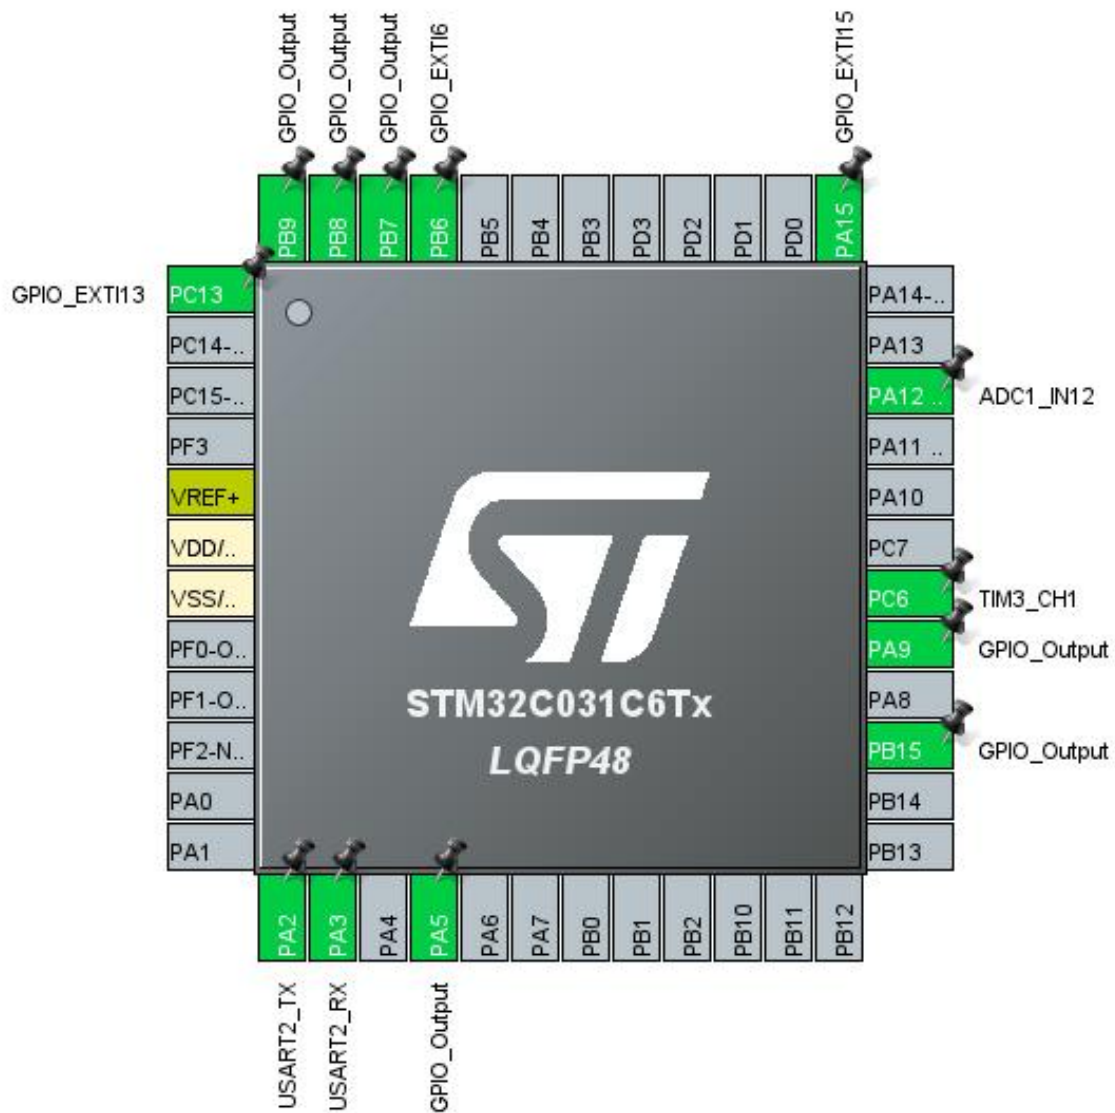 GPIO_Output
GPIO_Output
GPIO_Output
GPIO_EXTI6
GPIO_EXTI15
PB9
PB8
PB7
PB6
PB5
PB4
PB3
PD3
PD2
PD1
PD0
PA15
GPIO_EXTI13
PC13
PC14-..
PC15-..
PF3
VREF+
VDD/..
VSS/..
PF0-O..
PF1-O..
PF2-N..
PA0
PA1
ST
STM32C031C6Tx
LQFP48
PA14-..
PA13
PA12 .. ADC1_IN12
PA11 ..
PA10
PC7
PC6 TIM3_CH1
PA9 GPIO_Output
PA8
PB15 GPIO_Output
PB14
PB13
PA2
PA3
PA4
PA5
PA6
PA7
PB0
PB1
PB2
PB10
PB11
PB12
USART2_TX
USART2_RX
GPIO_Output